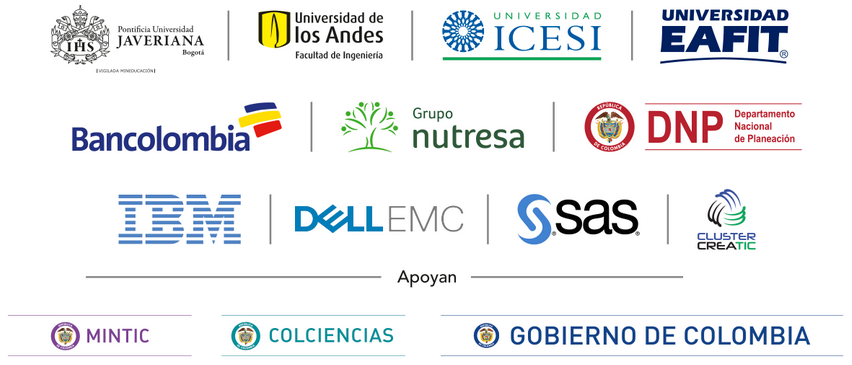 Pontificia Universidad
JAVERIANA
Bogotá
IHS
VIGILADA MINEDUCACIÓN
Universidad de
los Andes
Facultad de Ingeniería
UNIVERSIDAD
ICESI
UNIVERSIDAD
EAFIT®
Bancolombia
Grupo
nutresa
REPÚBLICA
DE COLOMBIA
DNP
Departamento
Nacional
de Planeación
IBM
DELLEMC
sas®
CLUSTER
CREATIC
Apoyan
MINTIC
COLCIENCIAS
GOBIERNO DE COLOMBIA